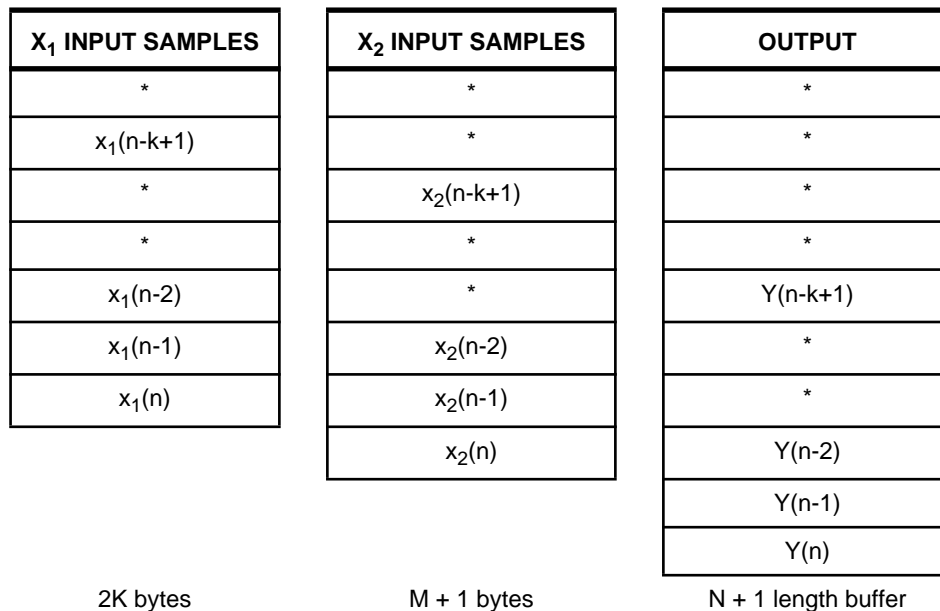 X₁ INPUT SAMPLES
*
x₁(n-k+1)
*
*
x₁(n-2)
x₁(n-1)
x₁(n)
2K bytes
X₂ INPUT SAMPLES
*
*
x₂(n-k+1)
*
*
x₂(n-2)
x₂(n-1)
x₂(n)
M + 1 bytes
OUTPUT
*
*
*
*
Y(n-k+1)
*
*
Y(n-2)
Y(n-1)
Y(n)
N + 1 length buffer